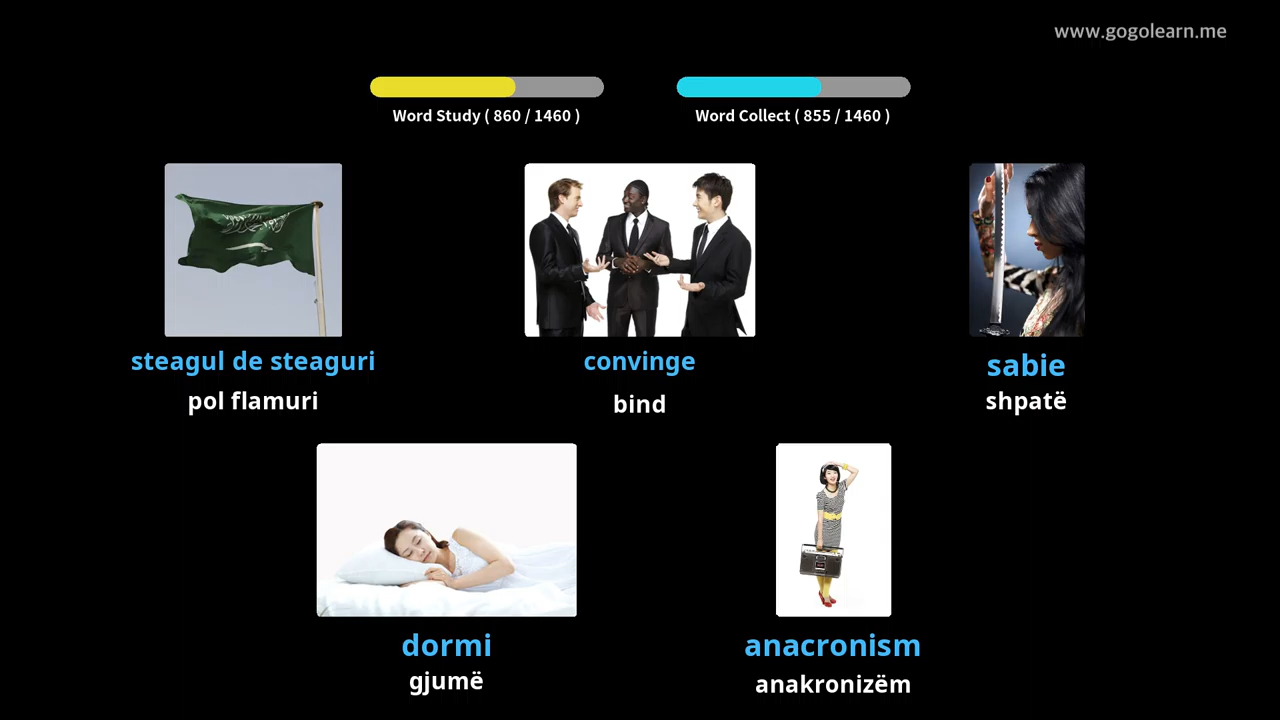 www.gogolearn.me
Word Study ( 860 / 1460 )
Word Collect ( 855 / 1460 )
steagul de steaguri
pol flamuri
convinge
bind
sabie
shpatë
dormi
gjumë
anacronism
anakronizëm